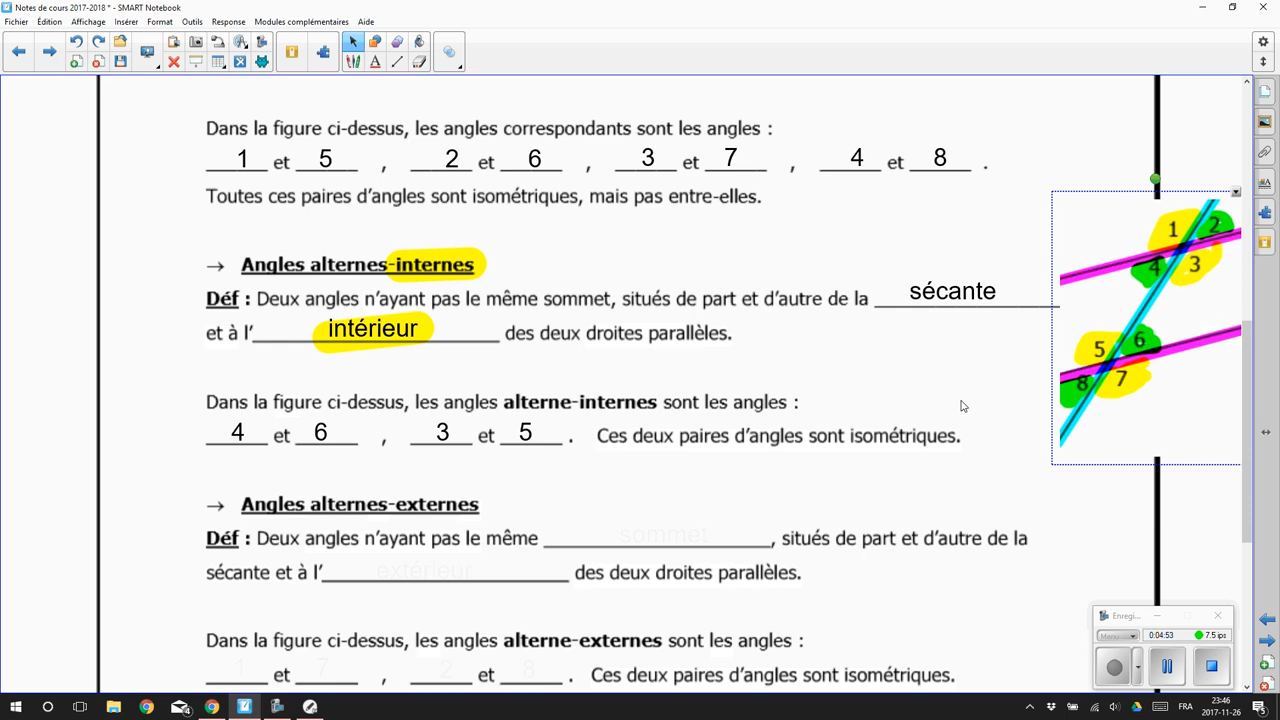 Notes de cours 2017-2018 * - SMART Notebook
Fichier Édition Affichage Insérer Format Outils Réponse Modules complémentaires Aide
Dans la figure ci-dessus, les angles correspondants sont les angles :
1 et 5 , 2 et 6 , 3 et 7 , 4 et 8 .
Toutes ces paires d'angles sont isométriques, mais pas entre-elles.
→ Angles alternes-internes
Déf : Deux angles n'ayant pas le même sommet, situés de part et d'autre de la sécante
et à l' intérieur des deux droites parallèles.
Dans la figure ci-dessus, les angles alterne-internes sont les angles :
4 et 6 , 3 et 5 . Ces deux paires d'angles sont isométriques.
→ Angles alternes-externes
Déf : Deux angles n'ayant pas le même sommet, situés de part et d'autre de la
sécante et à l' extérieur des deux droites parallèles.
Dans la figure ci-dessus, les angles alterne-externes sont les angles :
1 et 7 , 2 et 8 . Ces deux paires d'angles sont isométriques.
1 2
4 3
5 6
8 7
Enregi...
Menu 0:04:53 7.5 ips
4 FRA 23:46
2017-11-26